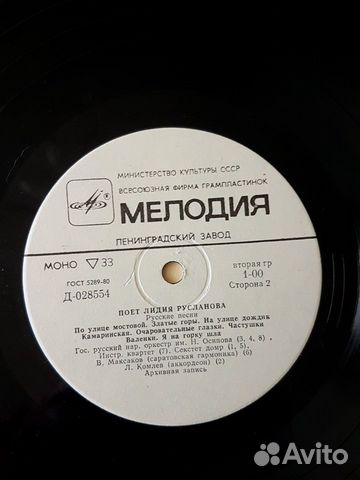 МИНИСТЕРСТВО КУЛЬТУРЫ СССР
ВСЕСОЮЗНАЯ ФИРМА ГРАМПЛАСТИНОК
МЕЛОДИЯ
ЛЕНИНГРАДСКИЙ ЗАВОД
МОНО ▽ 33
вторая гр
ГОСТ 5289-80
1-00
Д-028554
Сторона 2
ПОЕТ ЛИДИЯ РУСЛАНОВА
Русские песни
По улице мостовой. Златые горы. На улице дождик
Камаринская. Очаровательные глазки. Частушки
Валенки. Я на горку шла
Гос. русский нар. оркестр им. Н. Осипова (3, 4, 8)
Инстр. квартет (7). Секстет домр (1, 5).
В. Максаков (саратовская гармоника) (6)
Л. Комлев (аккордеон) (2)
Архивная запись
Avito